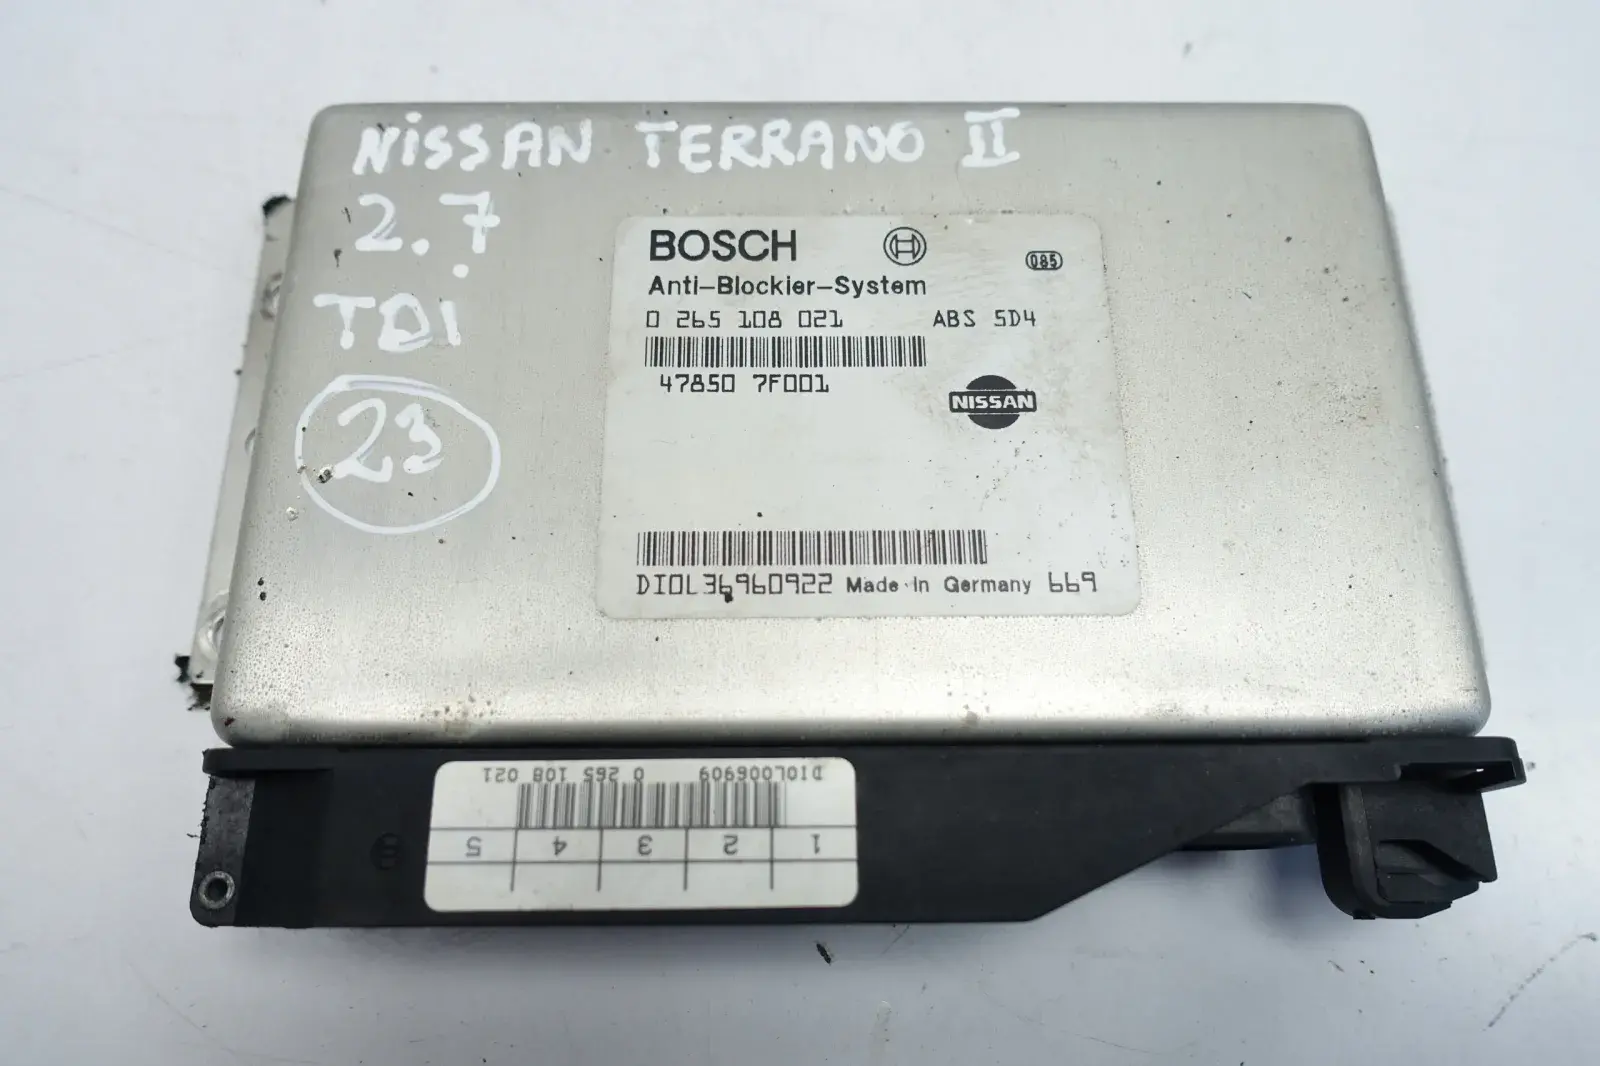 NISSAN TERRANO II
2.7
TDi
23
BOSCH
085
Anti-Blockier-System
0 265 108 021 ABS 5D4
47850 7F001
NISSAN
DIOL36960922 Made In Germany 669
DIOL006909 0 265 108 021
1 2 3 4 5